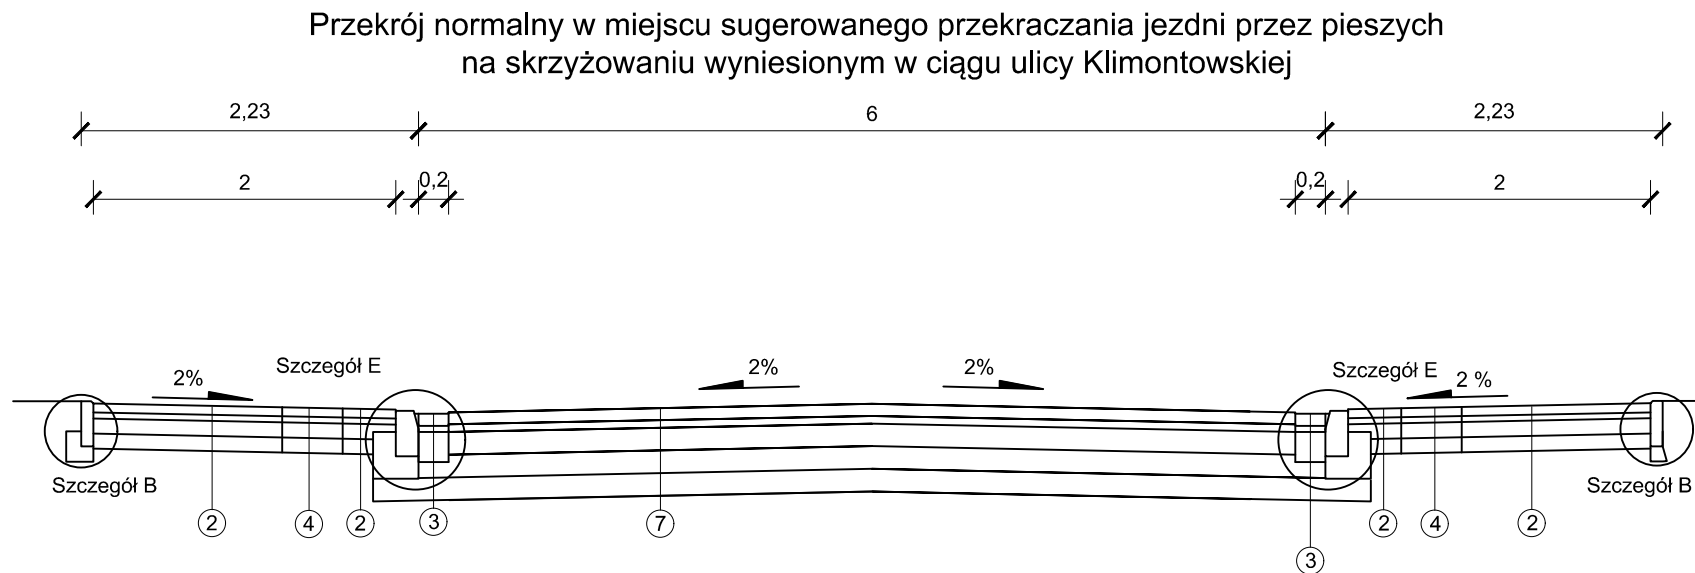 Przekrój normalny w miejscu sugerowanego przekraczania jezdni przez pieszych
na skrzyżowaniu wyniesionym w ciągu ulicy Klimontowskiej
2,23 6 2,23
2 0,2 0,2 2
Szczegół E Szczegół E
2% 2% 2% 2 %
Szczegół B Szczegół B
2 4 2 3 7 2 4 2
3